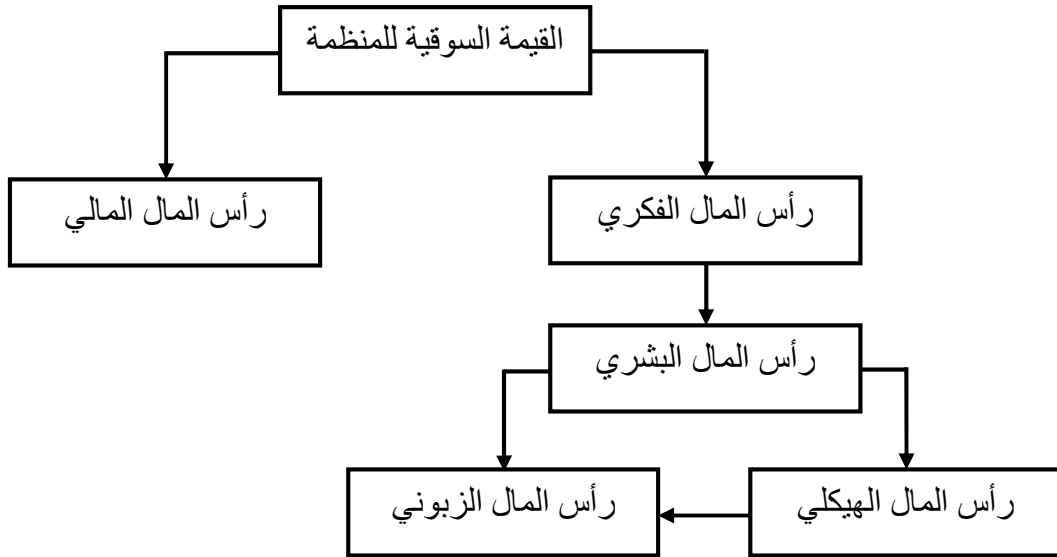 القيمة السوقية للمنظمة
رأس المال الفكري
رأس المال المالي
رأس المال البشري
رأس المال الهيكلي
رأس المال الزبوني